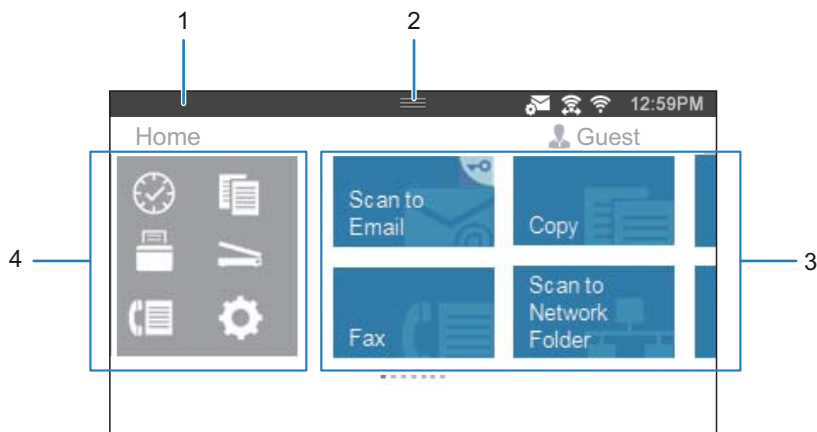 1
2
12:59PM
Home
Guest
Scan to
Email
Copy
4
3
Fax
Scan to
Network
Folder